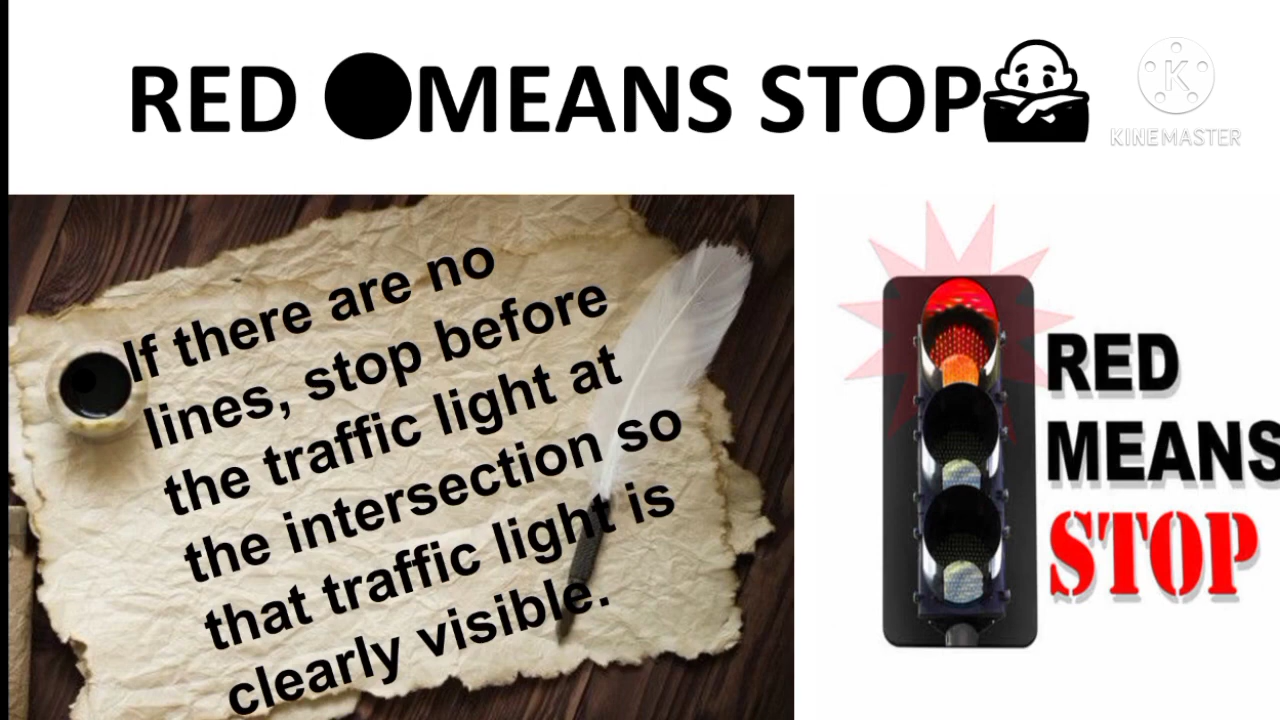 RED MEANS STOP
K
KINEMASTER
If there are no
lines, stop before
the traffic light at
the intersection so
that traffic light is
clearly visible.
RED
MEANS
STOP